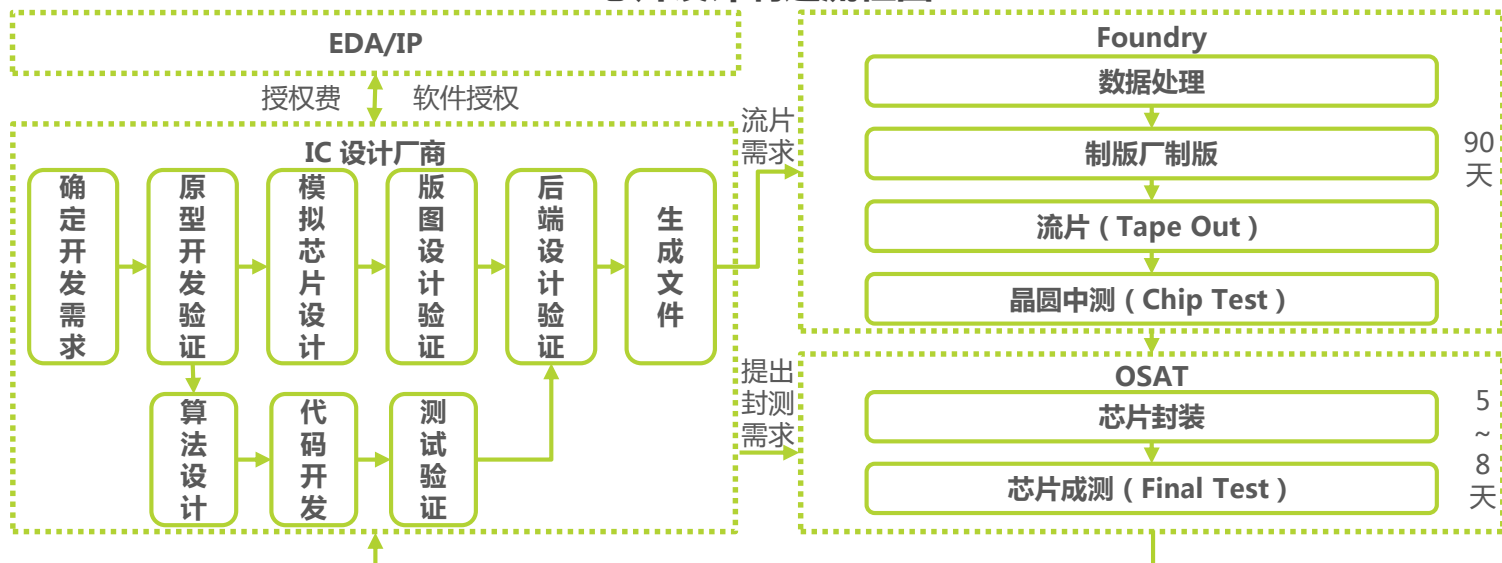 EDA/IP
授权费
软件授权
IC 设计厂商
确定开发需求
原型开发验证
模拟芯片设计
版图设计验证
后端设计验证
生成文件
算法设计
代码开发
测试验证
流片
需求
提出
封测
需求
Foundry
数据处理
制版厂制版
流片（Tape Out）
晶圆中测（Chip Test）
90
天
OSAT
芯片封装
芯片成测（Final Test）
5
~
8
天